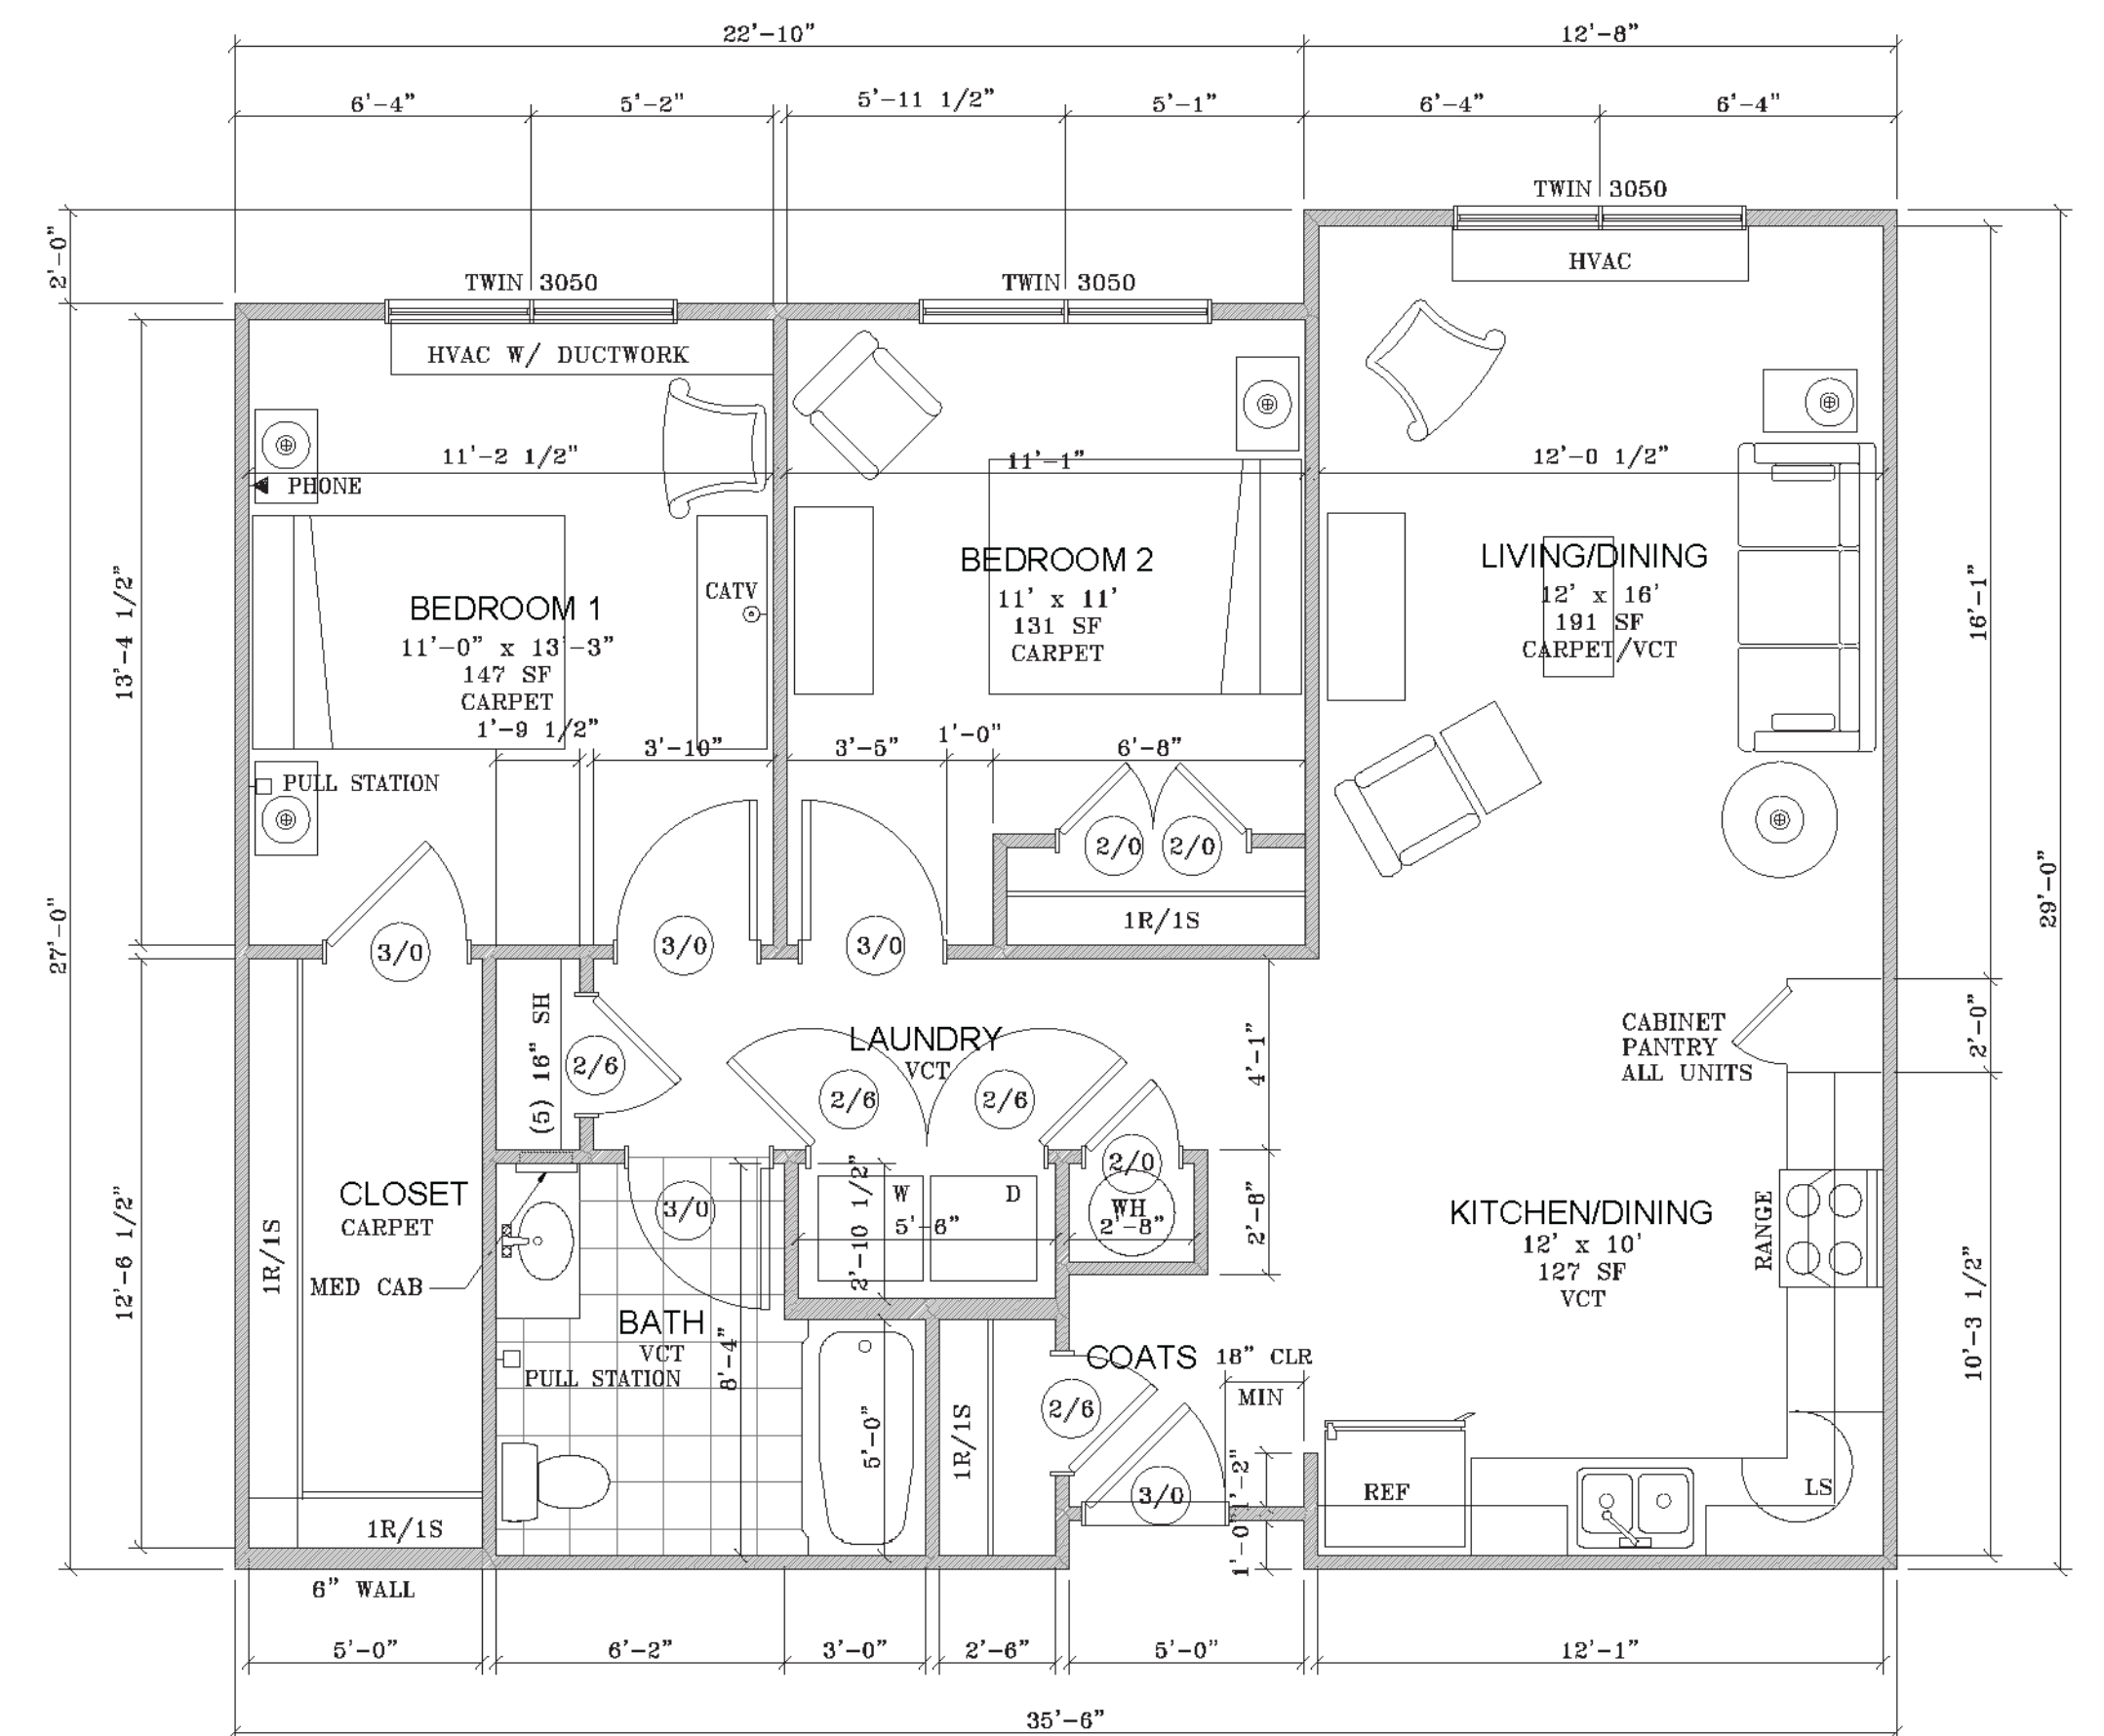 22'-10" 12'-8"
6'-4" 5'-2" 5'-11 1/2" 5'-1" 6'-4" 6'-4"
TWIN 3050
2'-0"
TWIN 3050 TWIN 3050
HVAC
HVAC W/ DUCTWORK
11'-2 1/2" 11'-1" 12'-0 1/2"
PHONE
13'-4 1/2"
BEDROOM 1
11'-0" x 13'-3"
147 SF
CARPET
CATV
BEDROOM 2
11' x 11'
131 SF
CARPET
LIVING/DINING
12' x 16'
191 SF
CARPET/VCT
16'-1"
1'-9 1/2" 3'-10" 3'-5" 1'-0" 6'-8"
PULL STATION
2/0 2/0
1R/1S
3/0 3/0 3/0
27'-0"
29'-0"
(5) 16" SH
2/6
LAUNDRY
VCT
2/6 2/6
4'-1"
CABINET
PANTRY
ALL UNITS
2'-0"
12'-6 1/2"
CLOSET
CARPET
1R/1S
MED CAB
3/0
W D
5'-6"
2'-10 1/2"
2/0
WH
2'-8"
2'-8"
KITCHEN/DINING
12' x 10'
127 SF
VCT
RANGE
10'-3 1/2"
BATH
VCT
PULL STATION
8'-4"
5'-0"
1R/1S
COATS
2/6
18" CLR
MIN
3/0
1'-2"
1'-0"
REF
LS
1R/1S
6" WALL
5'-0" 6'-2" 3'-0" 2'-6" 5'-0" 12'-1"
35'-6"